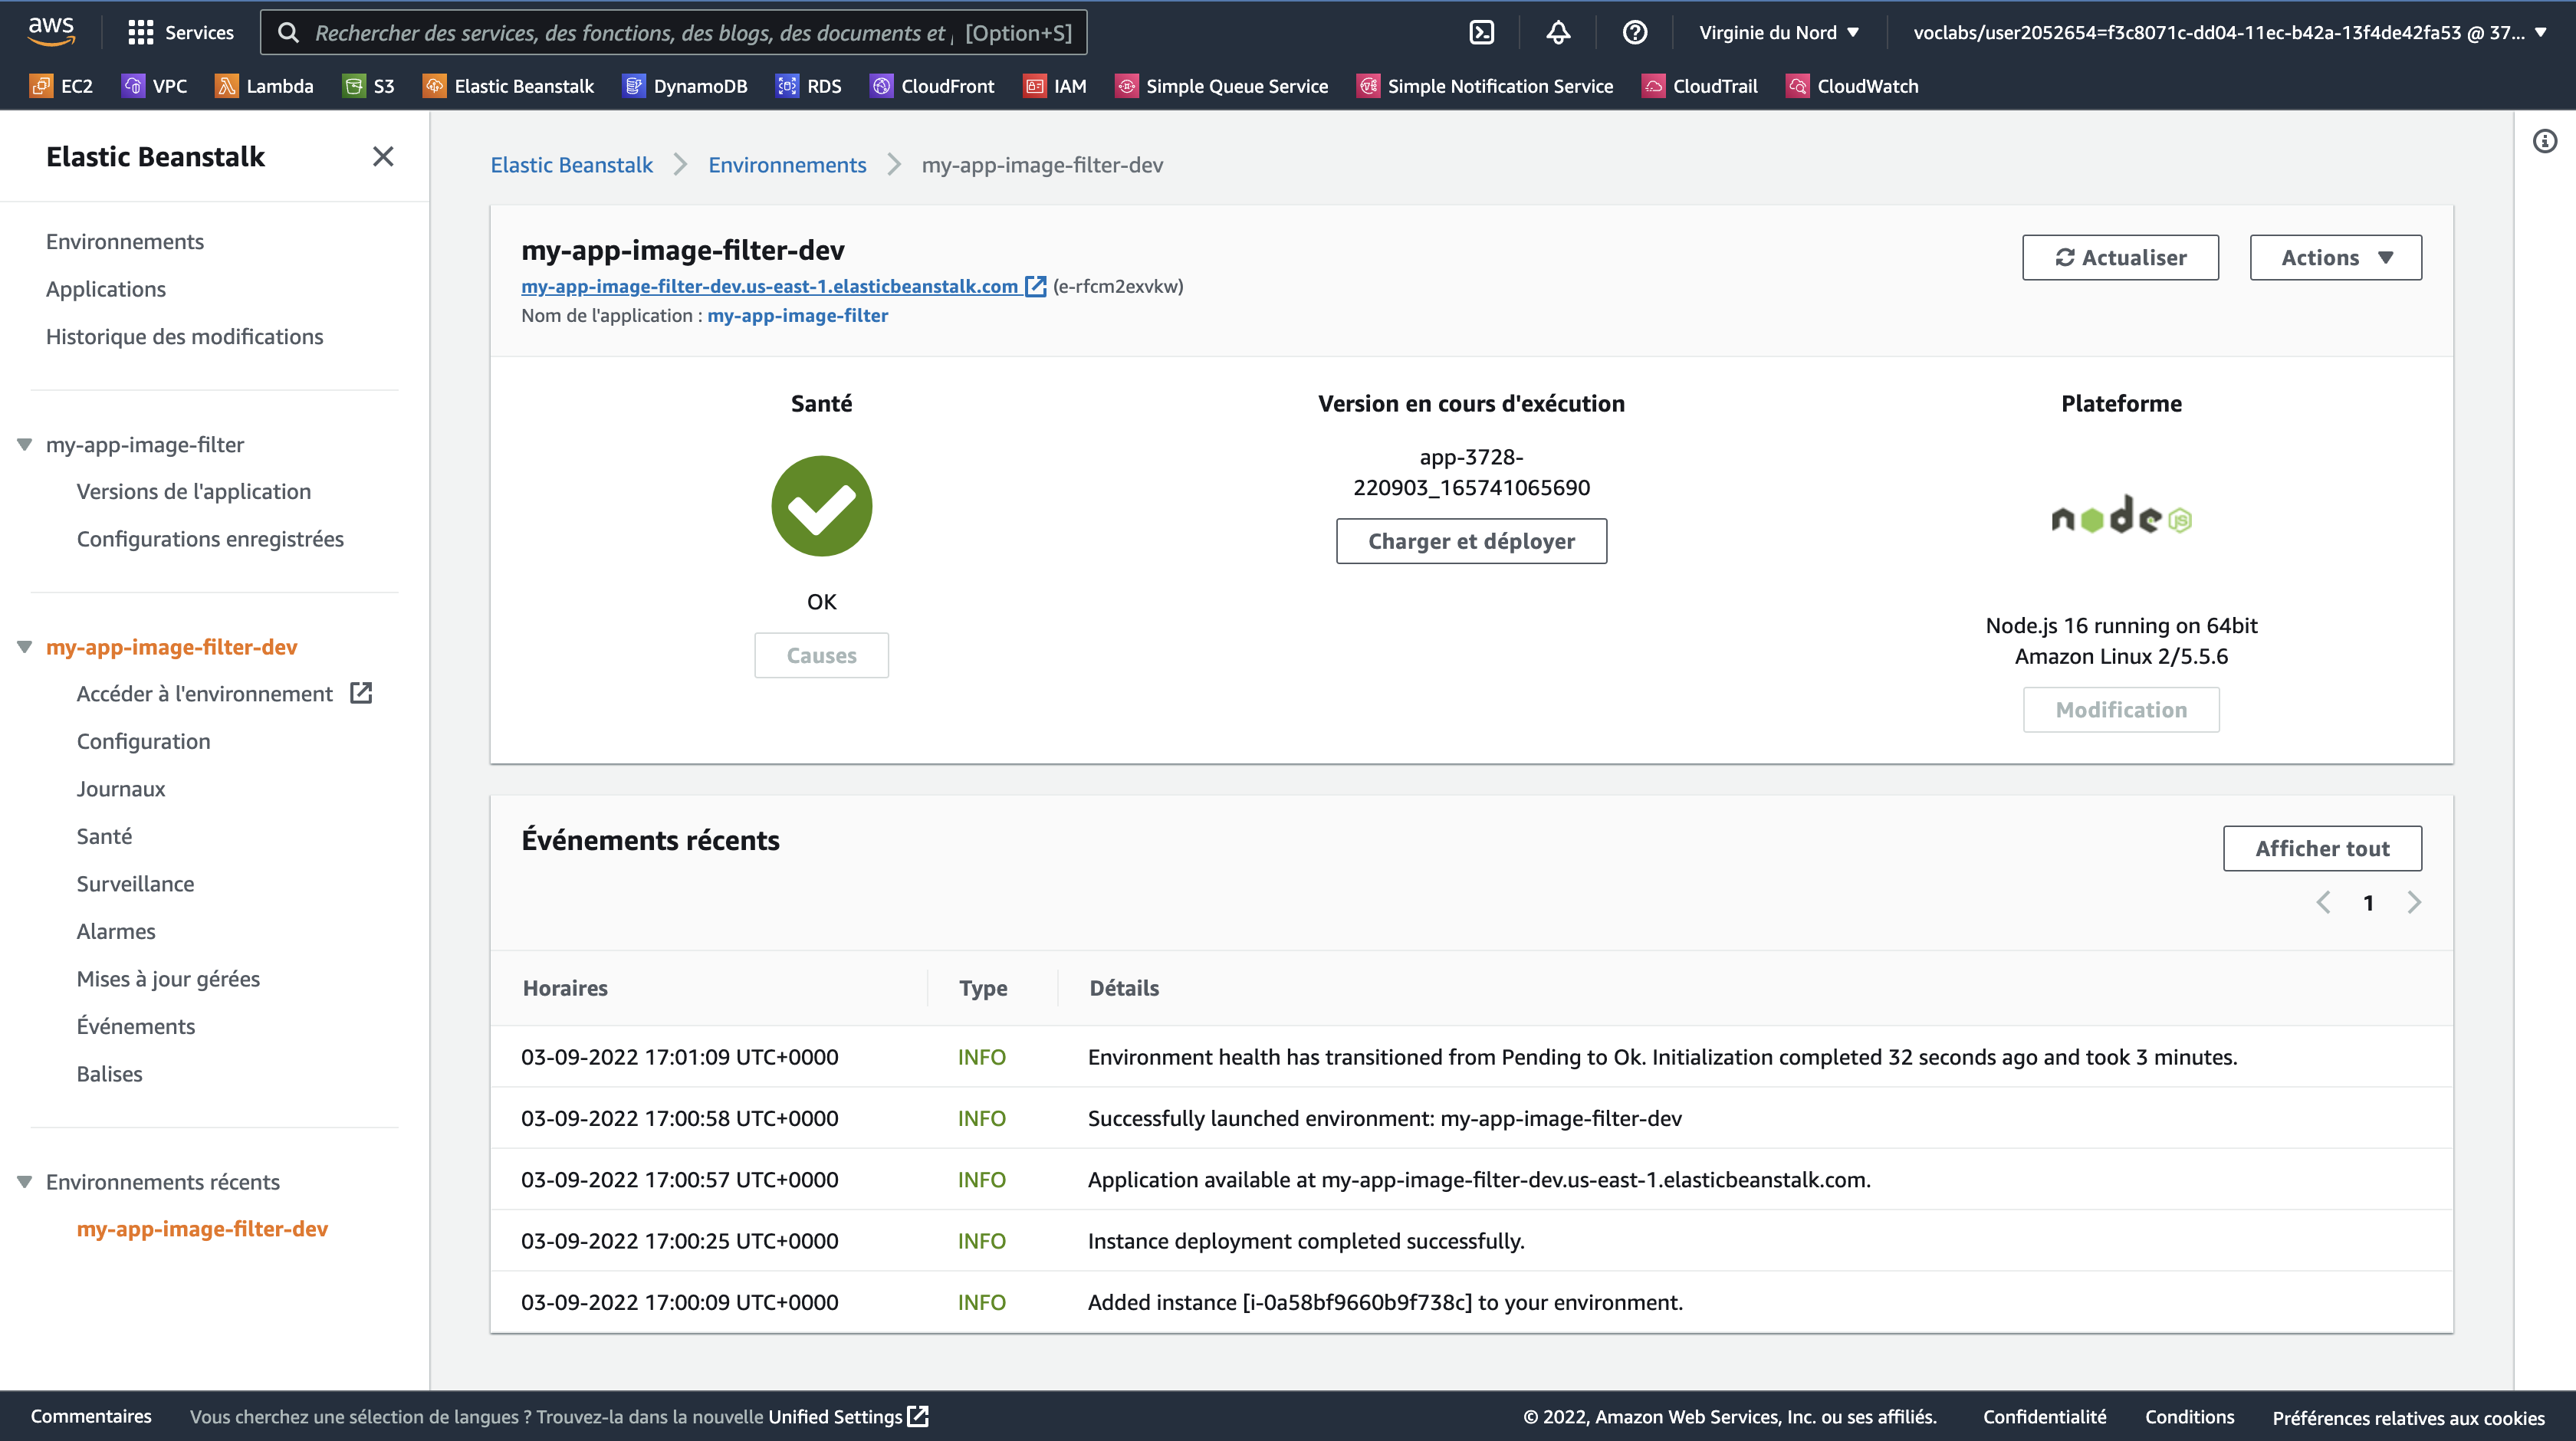 aws
Services
Rechercher des services, des fonctions, des blogs, des documents et , [Option+S]
Virginie du Nord
voclabs/user2052654=f3c8071c-dd04-11ec-b42a-13f4de42fa53 @ 37...
EC2 VPC Lambda S3 Elastic Beanstalk DynamoDB RDS CloudFront IAM Simple Queue Service Simple Notification Service CloudTrail CloudWatch
Elastic Beanstalk
Environnements
Applications
Historique des modifications
my-app-image-filter
Versions de l'application
Configurations enregistrées
my-app-image-filter-dev
Accéder à l'environnement
Configuration
Journaux
Santé
Surveillance
Alarmes
Mises à jour gérées
Événements
Balises
Environnements récents
my-app-image-filter-dev
Elastic Beanstalk Environnements my-app-image-filter-dev
my-app-image-filter-dev
my-app-image-filter-dev.us-east-1.elasticbeanstalk.com (e-rfcm2exvkw)
Nom de l'application : my-app-image-filter
Actualiser
Actions
Santé
OK
Causes
Version en cours d'exécution
app-3728-
220903_165741065690
Charger et déployer
Plateforme
node JS
Node.js 16 running on 64bit
Amazon Linux 2/5.5.6
Modification
Événements récents
Afficher tout
1
Horaires Type Détails
03-09-2022 17:01:09 UTC+0000 INFO Environment health has transitioned from Pending to Ok. Initialization completed 32 seconds ago and took 3 minutes.
03-09-2022 17:00:58 UTC+0000 INFO Successfully launched environment: my-app-image-filter-dev
03-09-2022 17:00:57 UTC+0000 INFO Application available at my-app-image-filter-dev.us-east-1.elasticbeanstalk.com.
03-09-2022 17:00:25 UTC+0000 INFO Instance deployment completed successfully.
03-09-2022 17:00:09 UTC+0000 INFO Added instance [i-0a58bf9660b9f738c] to your environment.
Commentaires Vous cherchez une sélection de langues ? Trouvez-la dans la nouvelle Unified Settings © 2022, Amazon Web Services, Inc. ou ses affiliés. Confidentialité Conditions Préférences relatives aux cookies